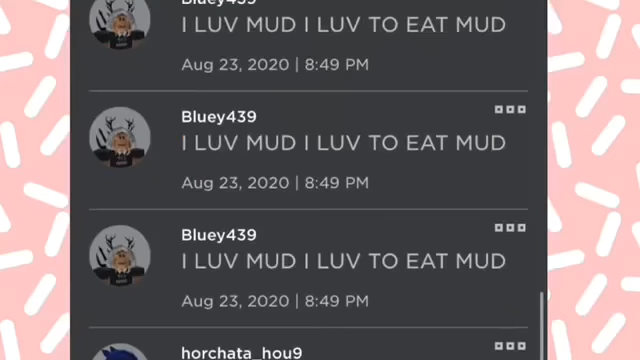 Bluey439
I LUV MUD I LUV TO EAT MUD
Aug 23, 2020 | 8:49 PM
Bluey439
I LUV MUD I LUV TO EAT MUD
Aug 23, 2020 | 8:49 PM
Bluey439
I LUV MUD I LUV TO EAT MUD
Aug 23, 2020 | 8:49 PM
horchata_hou9